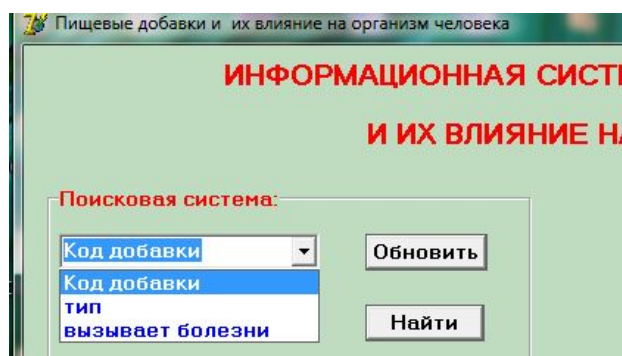 Пищевые добавки и их влияние на организм человека
ИНФОРМАЦИОННАЯ
И ИХ ВЛИЯНИЕ
Поисковая система:
Код добавки
Обновить
Код добавки
тип
вызывает болезни
Найти